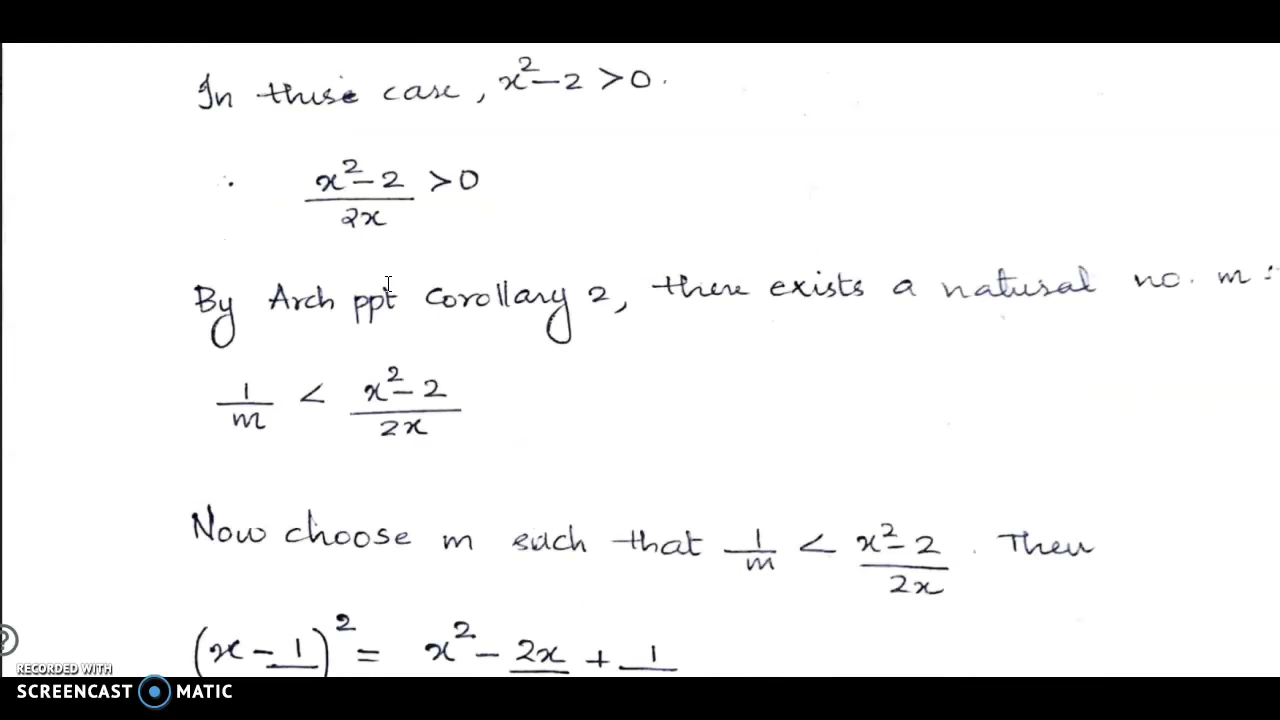 In this case, x² - 2 > 0.
∴ (x² - 2)/2x > 0
By Arch ppt Corollary 2, there exists a natural no. m :
1/m < (x² - 2)/2x
Now choose m such that 1/m < (x² - 2)/2x. Then
(x - 1)² = x² - 2x + 1
RECORDED WITH
SCREENCAST MATIC